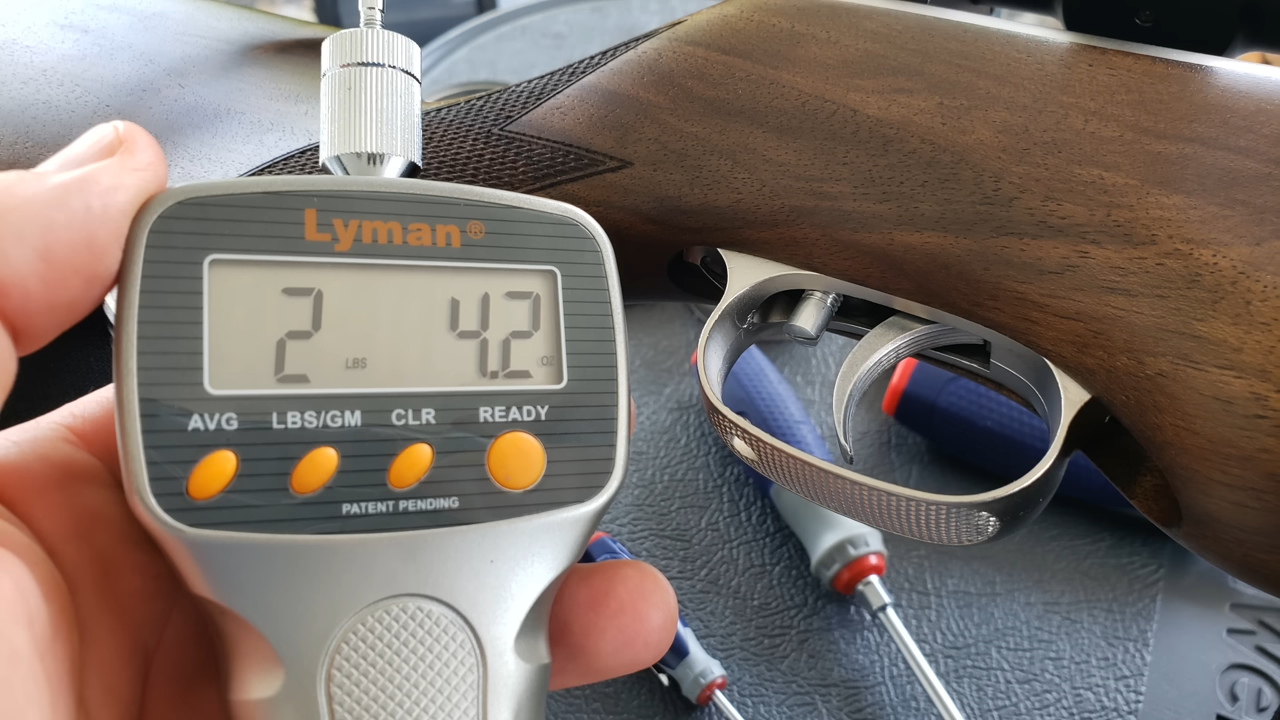 Lyman®
2 LBS 4.2 OZ
AVG LBS/GM CLR READY
PATENT PENDING